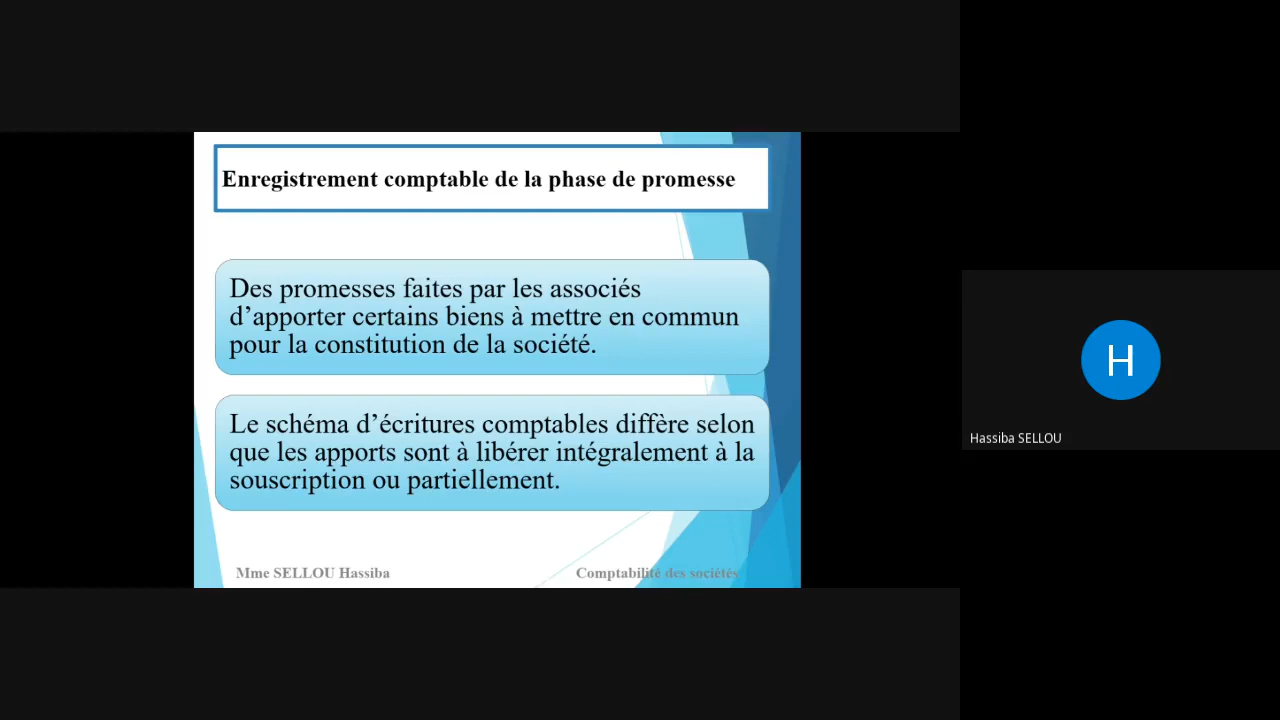 Enregistrement comptable de la phase de promesse
Des promesses faites par les associés
d’apporter certains biens à mettre en commun
pour la constitution de la société.
Le schéma d’écritures comptables diffère selon
que les apports sont à libérer intégralement à la
souscription ou partiellement.
Mme SELLOU Hassiba
Comptabilité des sociétés
H
Hassiba SELLOU